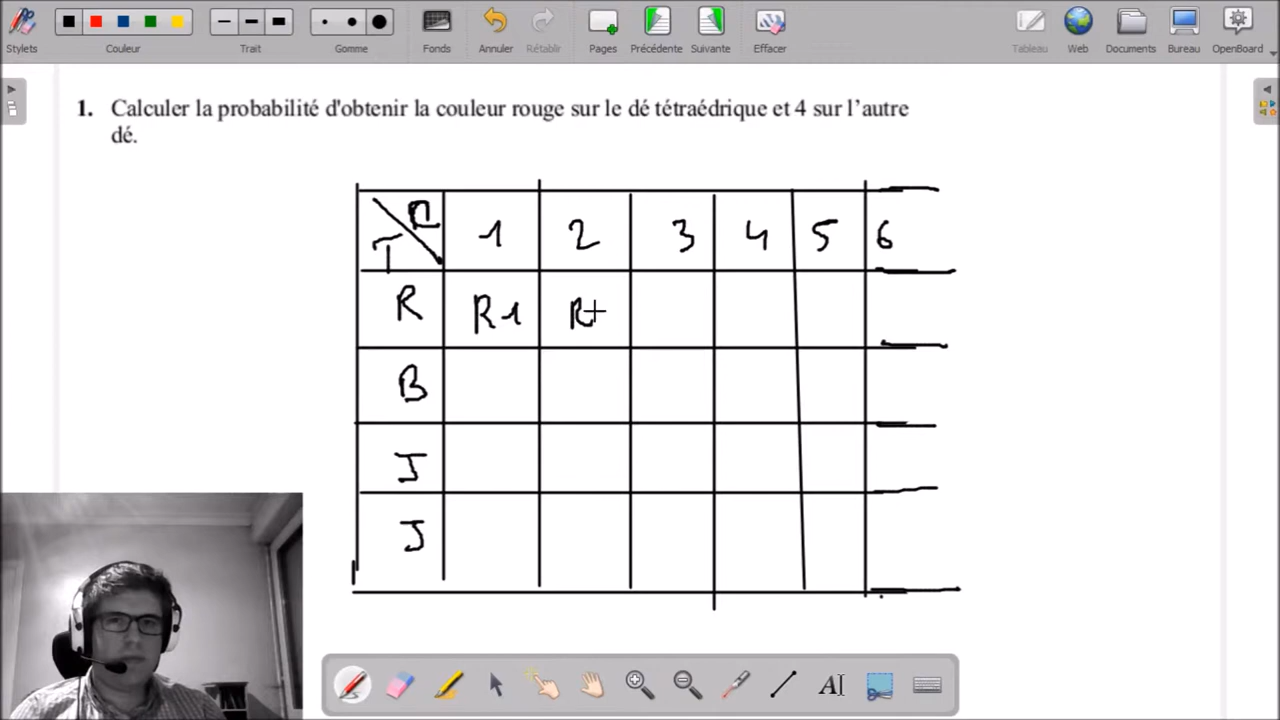 Stylets Couleur Trait Gomme Fonds Annuler Rétablir Pages Précédente Suivante Effacer Tableau Web Documents Bureau OpenBoard
1. Calculer la probabilité d'obtenir la couleur rouge sur le dé tétraédrique et 4 sur l’autre
dé.
T C 1 2 3 4 5 6
R R1 R
B
J
J
AI